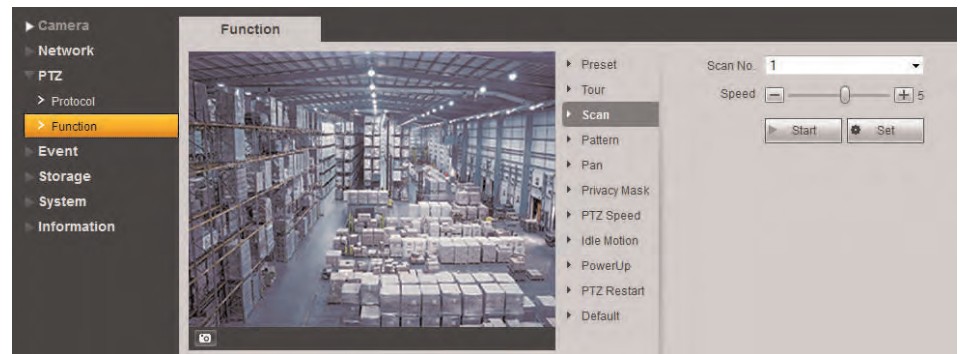 Camera
Network
PTZ
Protocol
Function
Event
Storage
System
Information
Function
Preset
Tour
Scan
Pattern
Pan
Privacy Mask
PTZ Speed
Idle Motion
PowerUp
PTZ Restart
Default
Scan No. 1
Speed 5
Start Set